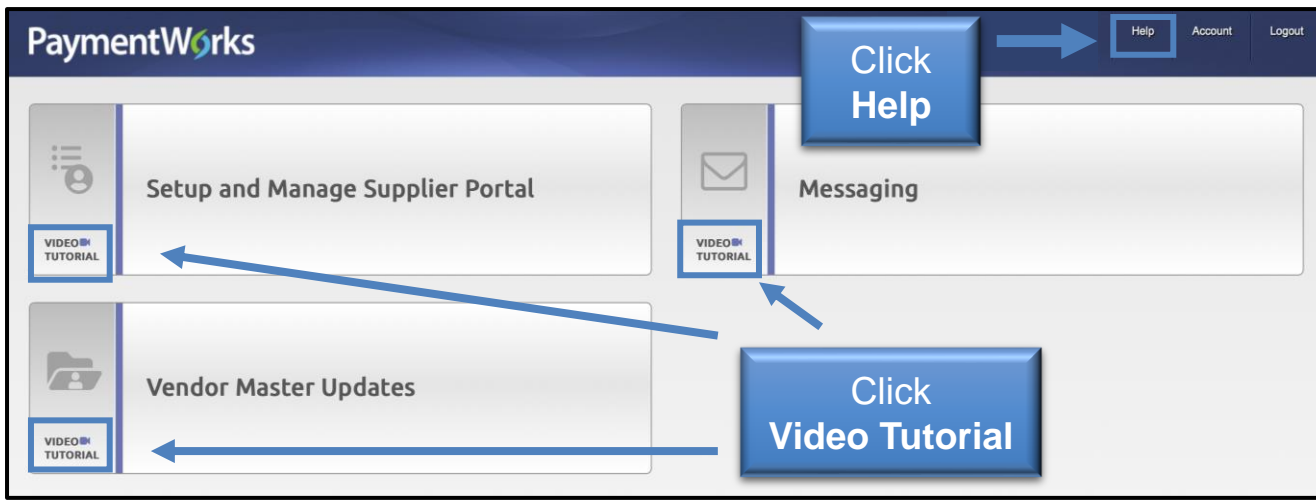 PaymentWorks
Help Account Logout
Click
Help
Setup and Manage Supplier Portal
VIDEO
TUTORIAL
Messaging
VIDEO
TUTORIAL
Vendor Master Updates
VIDEO
TUTORIAL
Click
Video Tutorial